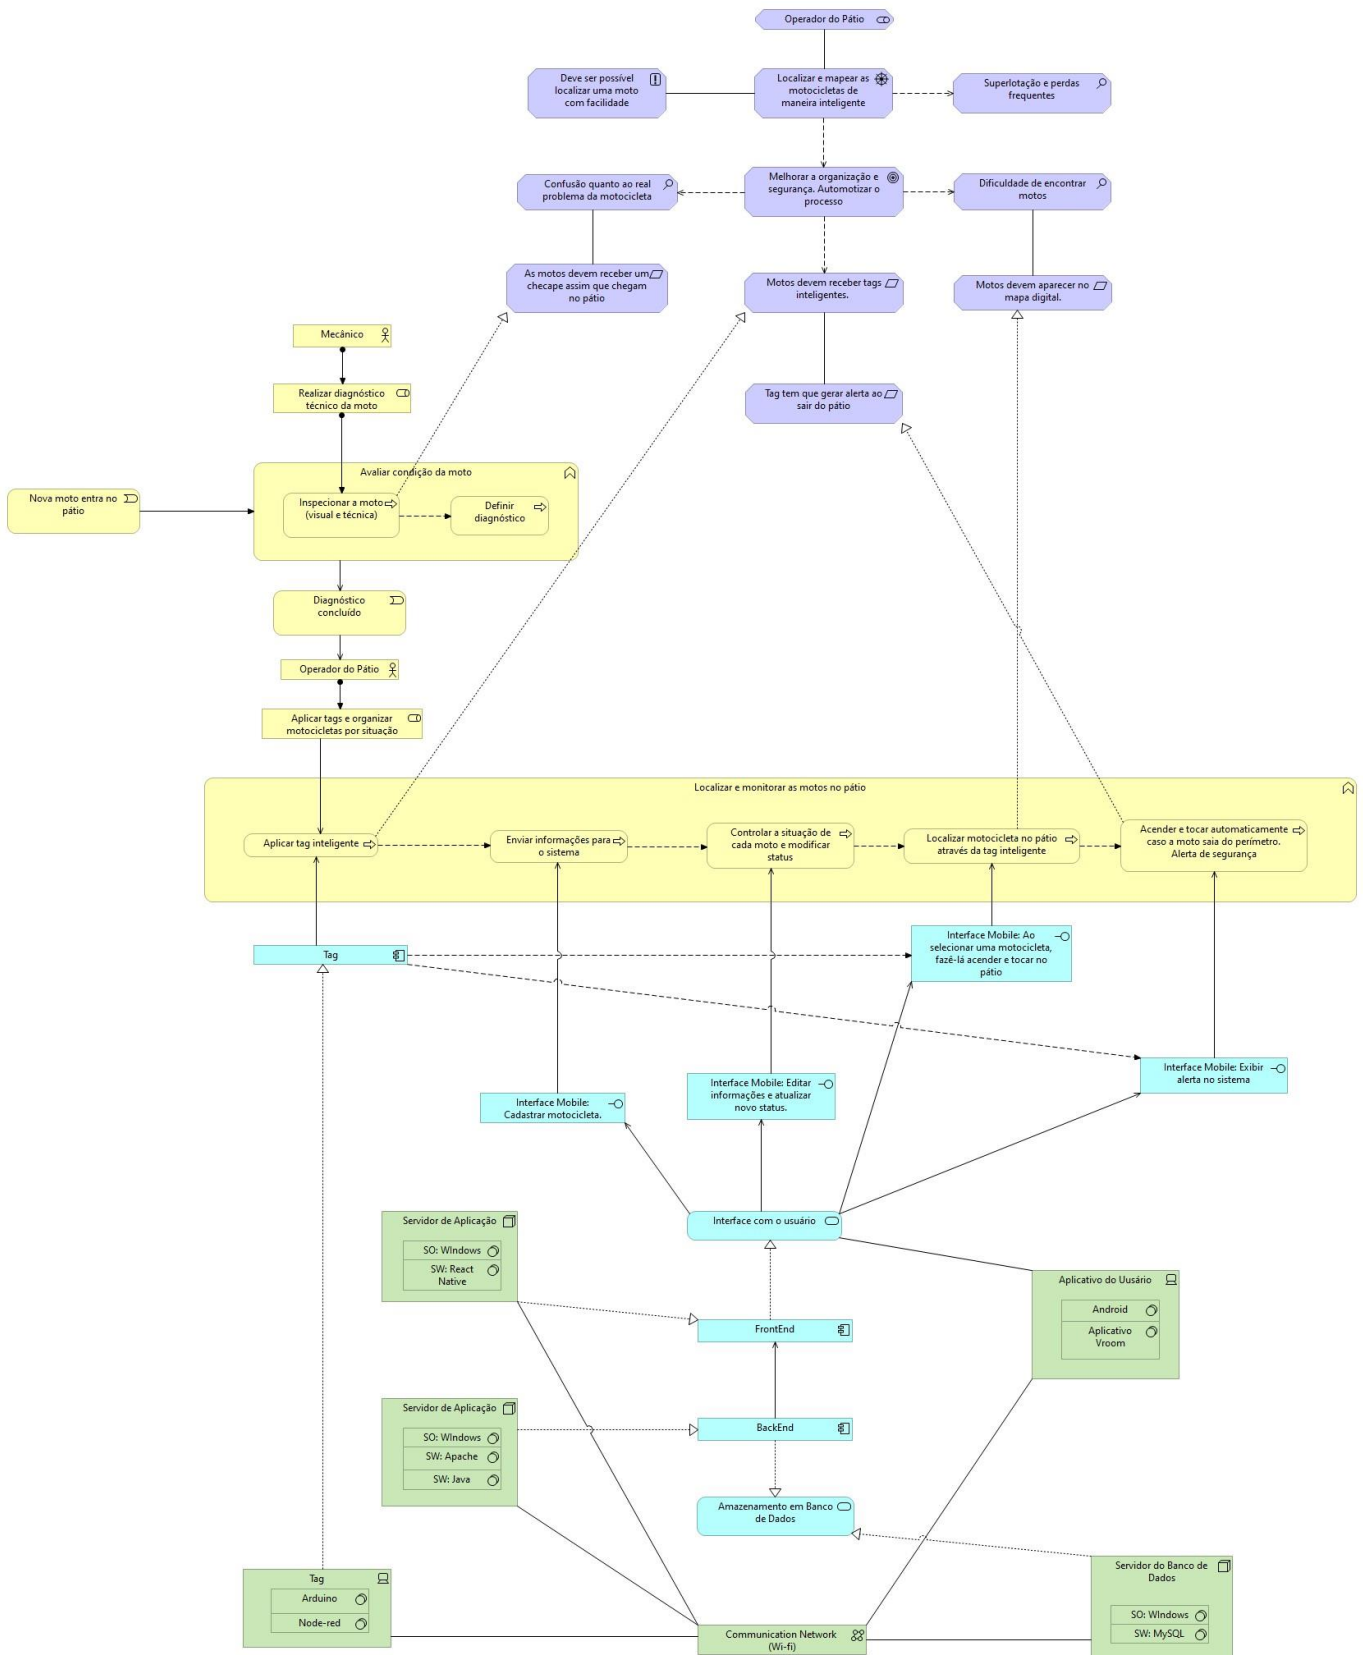 Operador do Pátio
Deve ser possível
localizar uma moto
com facilidade
Localizar e mapear as
motocicletas de
maneira inteligente
Superlotação e perdas
frequentes
Confusão quanto ao real
problema da motocicleta
Melhorar a organização e
segurança. Automotizar o
processo
Dificuldade de encontrar
motos
As motos devem receber um
checape assim que chegam
no pátio
Motos devem receber tags
inteligentes.
Motos devem aparecer no
mapa digital.
Mecânico
Realizar diagnóstico
técnico da moto
Tag tem que gerar alerta ao
sair do pátio
Avaliar condição da moto
Nova moto entra no
pátio
Inspecionar a moto
(visual e técnica)
Definir
diagnóstico
Diagnóstico
concluído
Operador do Pátio
Aplicar tags e organizar
motocicletas por situação
Localizar e monitorar as motos no pátio
Aplicar tag inteligente
Enviar informações para
o sistema
Controlar a situação de
cada moto e modificar
status
Localizar motocicleta no pátio
através da tag inteligente
Acender e tocar automaticamente
caso a moto saia do perímetro.
Alerta de segurança
Tag
Interface Mobile: Ao
selecionar uma motocicleta,
fazê-lá acender e tocar no
pátio
Interface Mobile: Exibir
alerta no sistema
Interface Mobile:
Cadastrar motocicleta.
Interface Mobile: Editar
informações e atualizar
novo status.
Interface com o usuário
Servidor de Aplicação
SO: WIndows
SW: React
Native
Aplicativo do Uusário
Android
Aplicativo
Vroom
FrontEnd
Servidor de Aplicação
SO: WIndows
SW: Apache
SW: Java
BackEnd
Amazenamento em Banco
de Dados
Tag
Arduino
Node-red
Servidor do Banco de
Dados
SO: WIndows
SW: MySQL
Communication Network
(Wi-fi)